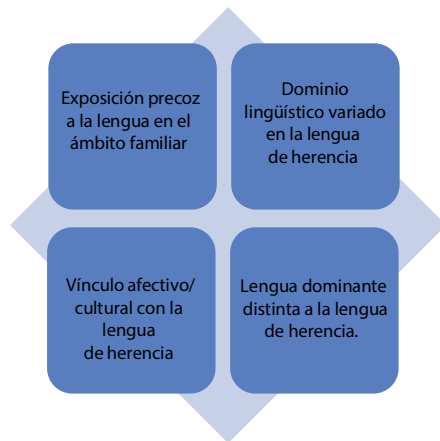 Exposición precoz
a la lengua en el
ámbito familiar
Dominio
lingüístico variado
en la lengua
de herencia
Vínculo afectivo/
cultural con la
lengua
de herencia
Lengua dominante
distinta a la lengua
de herencia.